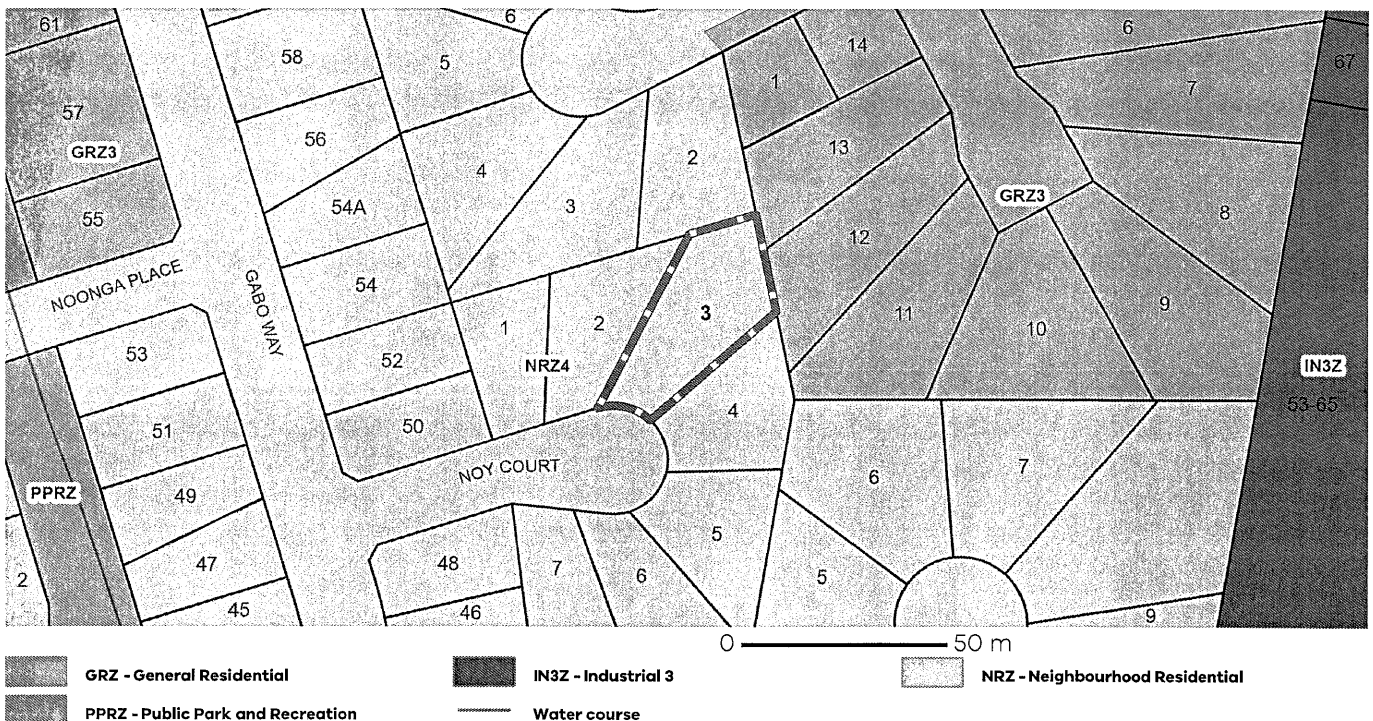 61
58
6
5
14
6
67
1
7
57
GRZ3
56
13
2
4
54A
3
GRZ3
55
8
12
NOONGA PLACE
GABO WAY
54
9
11
10
3
2
1
53
52
NRZ4
IN3Z
53-65
4
51
50
NOY COURT
7
6
PPRZ
49
5
48
47
7
6
5
2
45
46
9
0 50 m
GRZ - General Residential
IN3Z - Industrial 3
NRZ - Neighbourhood Residential
PPRZ - Public Park and Recreation
Water course